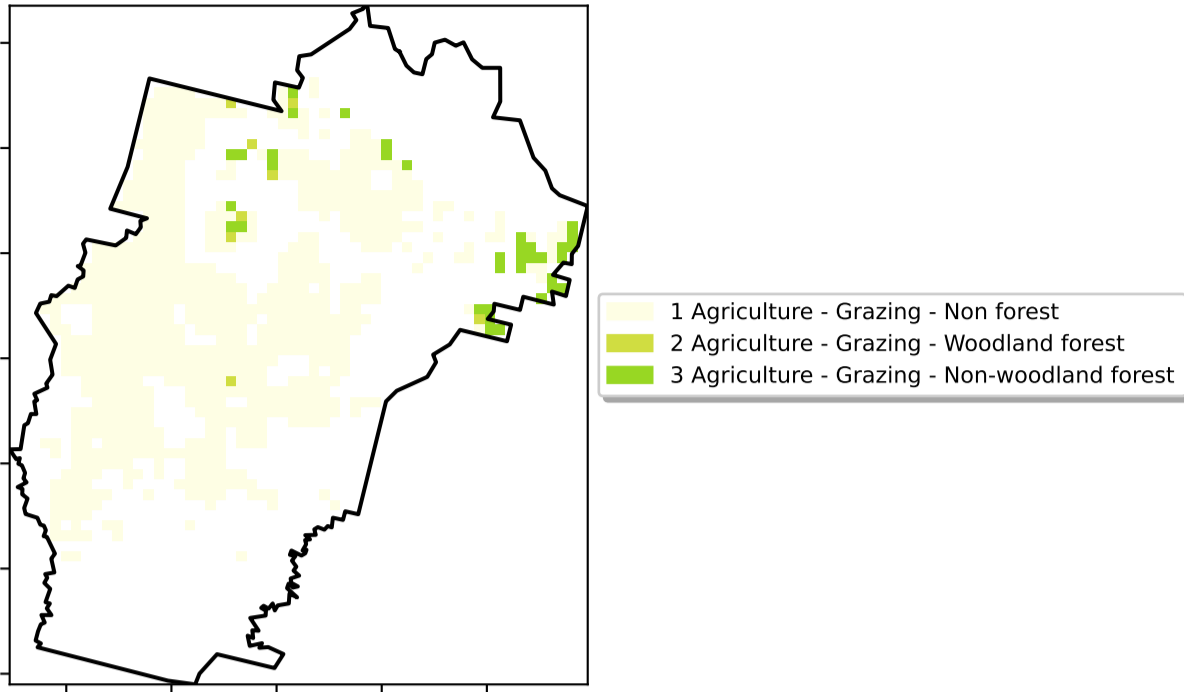 1 Agriculture - Grazing - Non forest
2 Agriculture - Grazing - Woodland forest
3 Agriculture - Grazing - Non-woodland forest